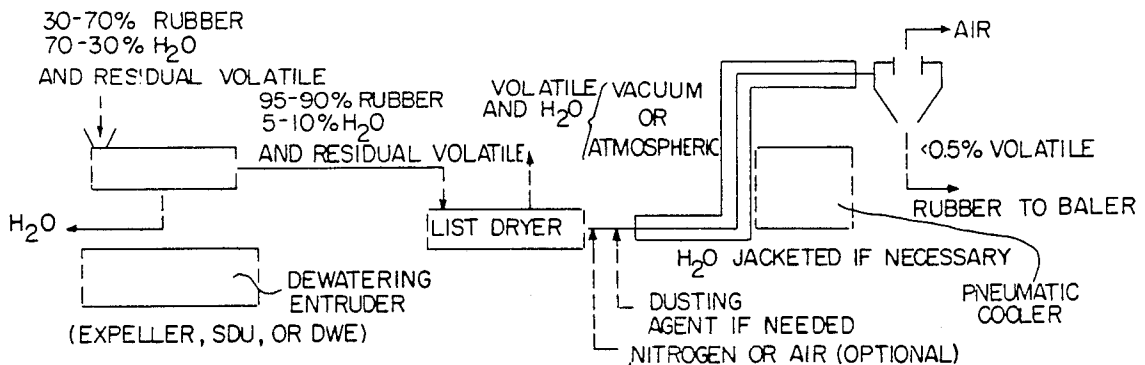 30-70% RUBBER
70-30% H2O
AND RESIDUAL VOLATILE
95-90% RUBBER
5-10% H2O
AND RESIDUAL VOLATILE
VOLATILE
AND H2O
VACUUM
OR
ATMOSPHERIC
AIR
<0.5% VOLATILE
RUBBER TO BALER
H2O
LIST DRYER
H2O JACKETED IF NECESSARY
DEWATERING
ENTRUDER
(EXPELLER, SDU, OR DWE)
DUSTING
AGENT IF NEEDED
NITROGEN OR AIR (OPTIONAL)
PNEUMATIC
COOLER